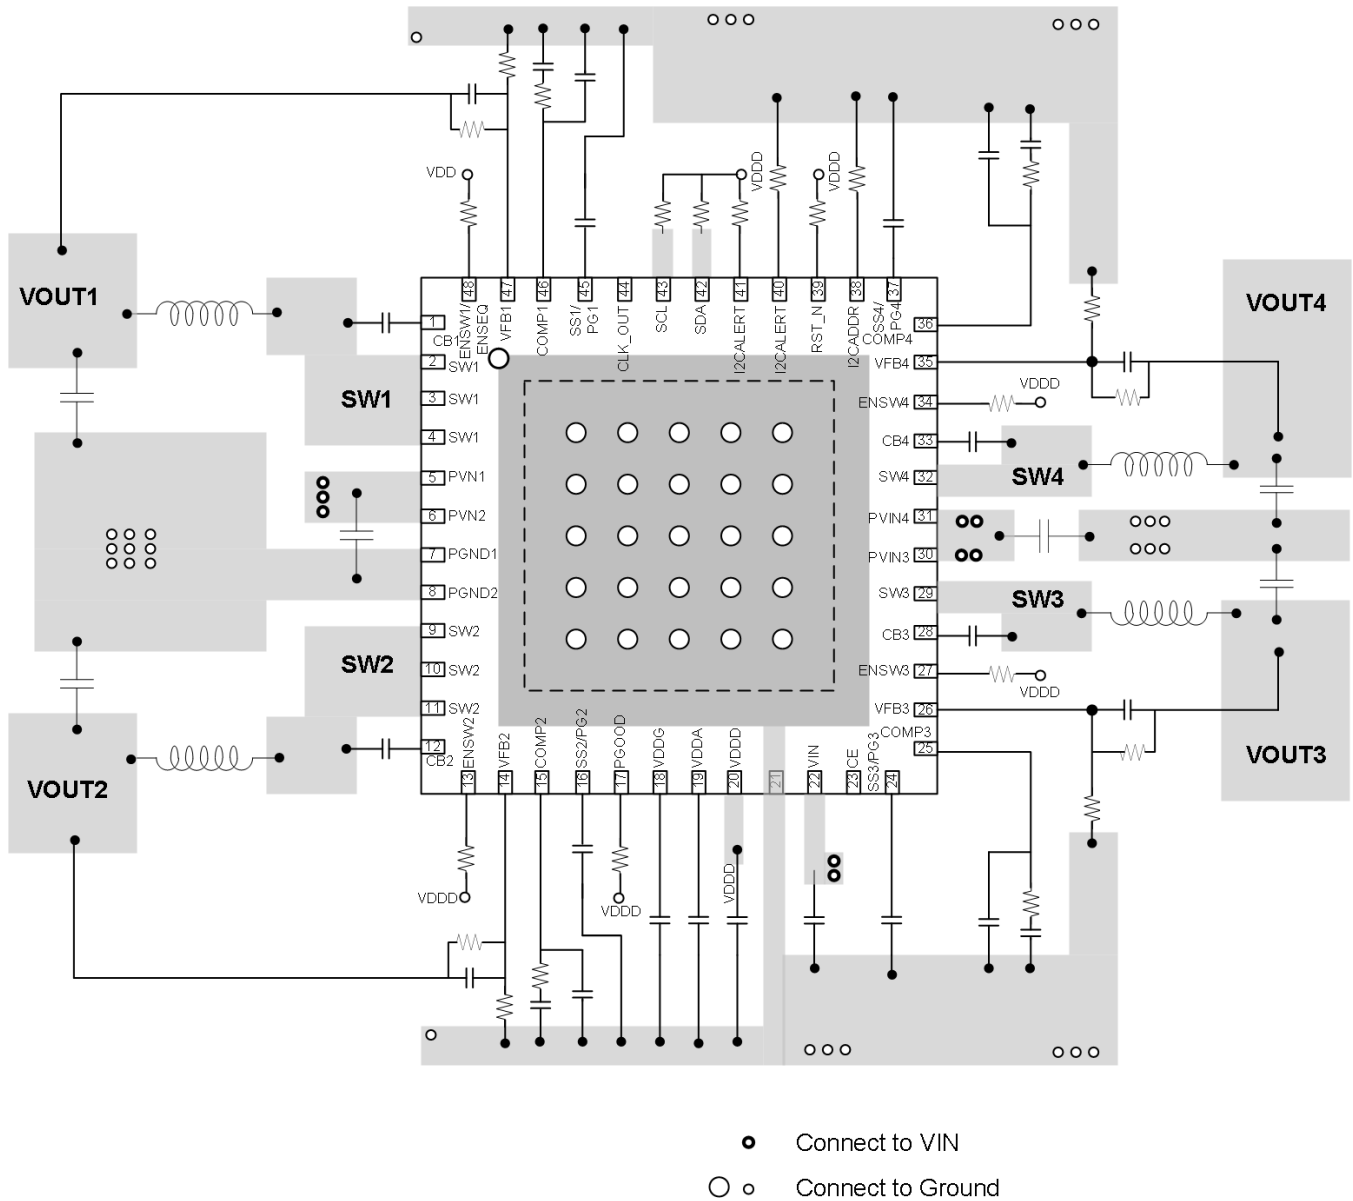 VDD
VDDD
VDDD
48
47
46
45
44
43
42
41
40
39
38
37
ENSW1/
ENSEQ
VFB1
COMP1
SS1/
PG1
CLK_OUT
SCL
SDA
I2CALERT
I2CALERT
RST_N
I2CADDR
SS4/
PG4
VOUT1
VOUT4
1
CB1
2
SW1
3
SW1
4
SW1
5
PVN1
6
PVN2
7
PGND1
8
PGND2
9
SW2
10
SW2
11
SW2
12
CB2
SW1
SW2
VOUT2
COMP4
36
VFB4
35
ENSW4
34
VDDD
CB4
33
SW4
32
SW4
PVIN4
31
PVIN3
30
SW3
29
SW3
CB3
28
ENSW3
27
VDDD
VFB3
26
COMP3
25
VOUT3
ENSW2
VFB2
COMP2
SS2/PG2
PGOOD
VDDG
VDDA
VDDD
VIN
CE
SS3/PG3
13
14
15
16
17
18
19
20
21
22
23
24
VDDD
VDDD
VDDD
Connect to VIN
Connect to Ground